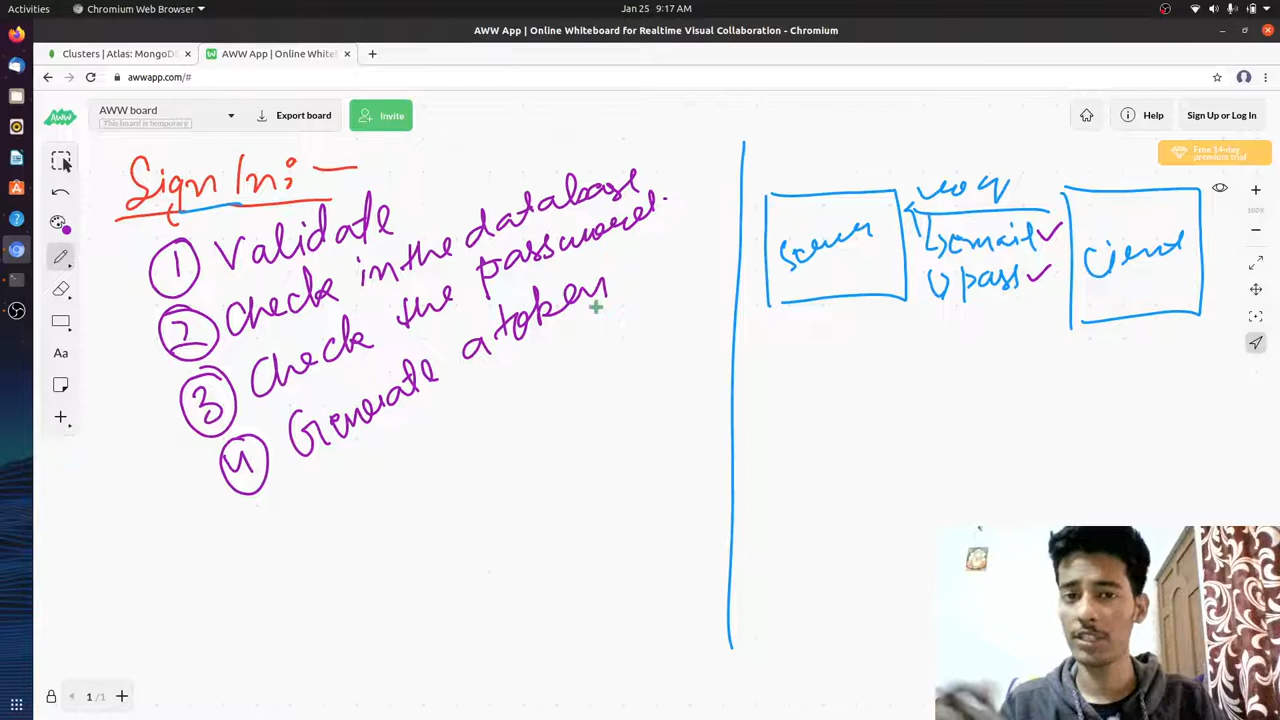 Activities
Chromium Web Browser
Jan 25 9:17 AM
AWW App | Online Whiteboard for Realtime Visual Collaboration - Chromium
Clusters | Atlas: MongoDB
AWW App | Online White
awwapp.com/#
AWW board
This board is temporary
Export board
Invite
Help
Sign Up or Log In
Free 14-day
premium trial
100%
Aa
Sign In: —
① Validate
② Check in the database
③ Check the password.
④ Generate a token
Server
req
email ✓
pass ✓
Client
1/1